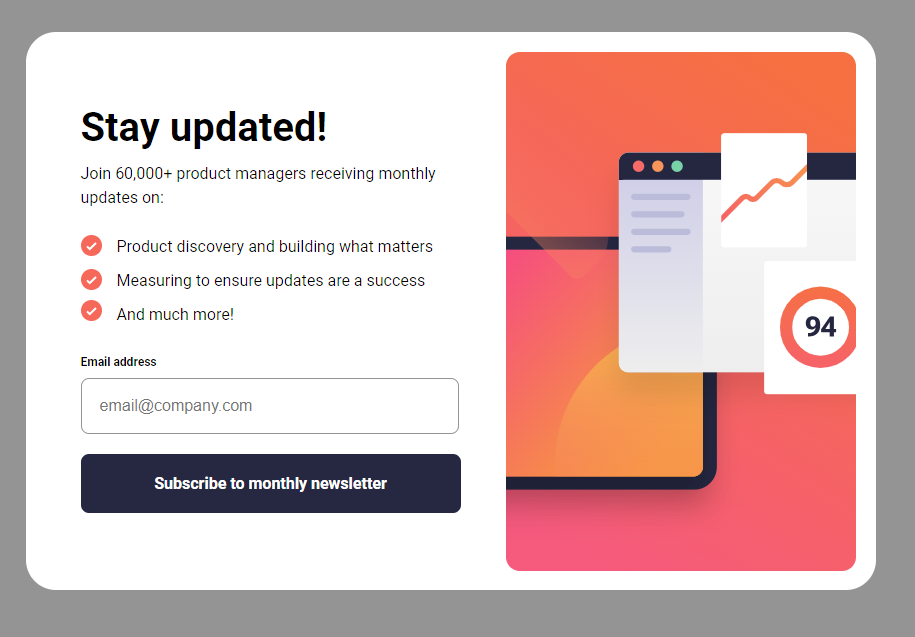 Stay updated!
Join 60,000+ product managers receiving monthly
updates on:
Product discovery and building what matters
Measuring to ensure updates are a success
And much more!
Email address
email@company.com
Subscribe to monthly newsletter
94